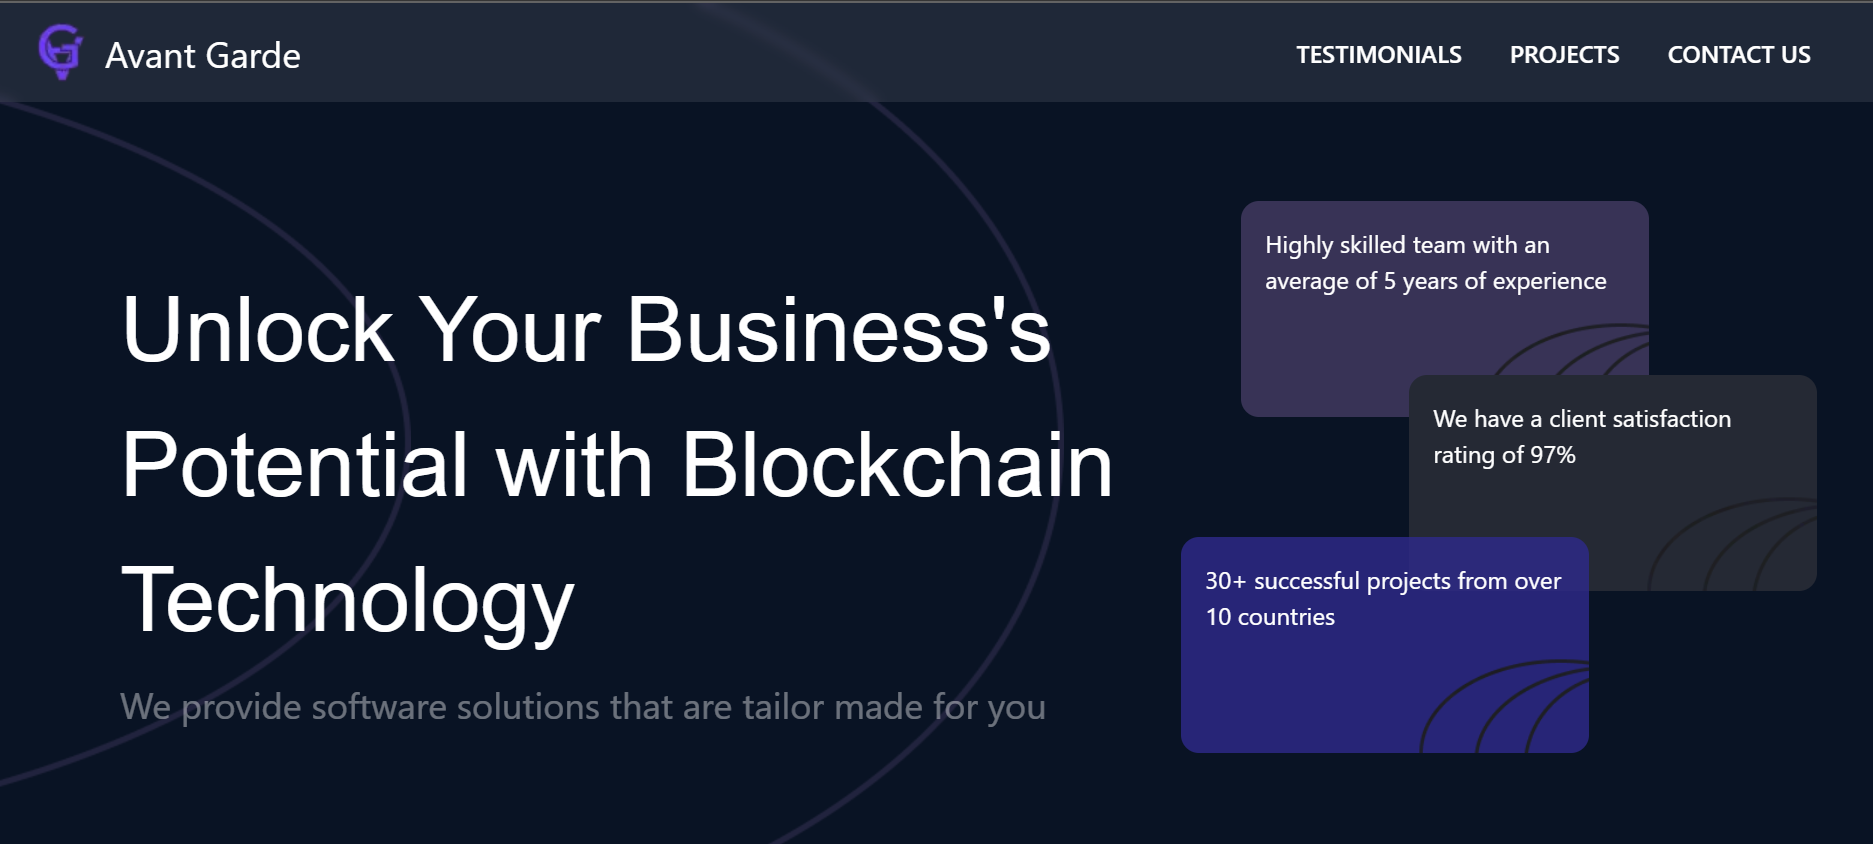 Avant Garde
TESTIMONIALS
PROJECTS
CONTACT US
Unlock Your Business's
Potential with Blockchain
Technology
We provide software solutions that are tailor made for you
Highly skilled team with an
average of 5 years of experience
We have a client satisfaction
rating of 97%
30+ successful projects from over
10 countries